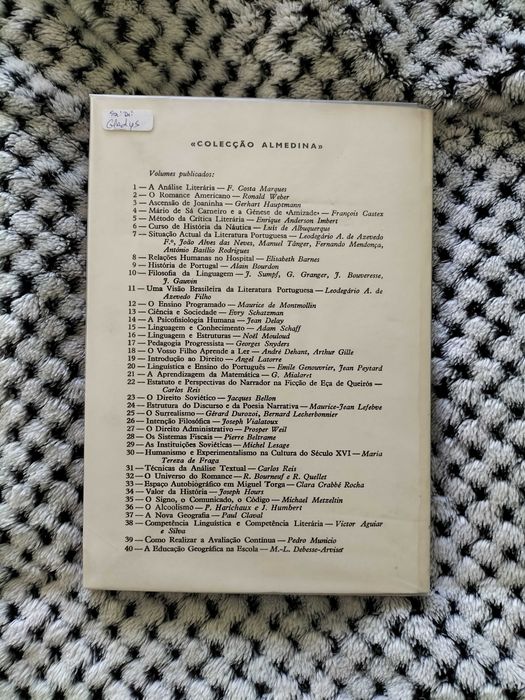 Sa: Di:
Gladys
«COLECÇÃO ALMEDINA»
Volumes publicados:
1 — A Análise Literária — F. Costa Marques
2 — O Romance Americano — Ronald Weber
3 — Ascensão de Joaninha — Gerhart Hauptmann
4 — Mário de Sá Carneiro e a Génese de «Amizade» — François Castex
5 — Método da Crítica Literária — Enrique Anderson Imbert
6 — Curso de História da Náutica — Luis de Albuquerque
7 — Situação Actual da Literatura Portuguesa — Leodegário A. de Azevedo
F.º, João Alves das Neves, Manuel Tânger, Fernando Mendonça,
António Basílio Rodrigues
8 — Relações Humanas no Hospital — Elisabeth Barnes
9 — História de Portugal — Alain Bourdon
10 — Filosofia da Linguagem — J. Sumpf, G. Granger, J. Bouveresse,
J. Gauvin
11 — Uma Visão Brasileira da Literatura Portuguesa — Leodegário A. de
Azevedo Filho
12 — O Ensino Programado — Maurice de Montmollin
13 — Ciência e Sociedade — Evry Schatzman
14 — A Psicofisiologia Humana — Jean Delay
15 — Linguagem e Conhecimento — Adam Schaff
16 — Linguagem e Estruturas — Noël Mouloud
17 — Pedagogia Progressista — Georges Snyders
18 — O Vosso Filho Aprende a Ler — André Dehant, Arthur Gille
19 — Introdução ao Direito — Angel Latorre
20 — Linguística e Ensino do Português — Emile Genouvrier, Jean Peytard
21 — A Aprendizagem da Matemática — G. Mialaret
22 — Estatuto e Perspectivas do Narrador na Ficção de Eça de Queirós —
Carlos Reis
23 — O Direito Soviético — Jacques Bellon
24 — Estrutura do Discurso e da Poesia Narrativa — Maurice-Jean Lefebve
25 — O Surrealismo — Gérard Durozoi, Bernard Lecherbonnier
26 — Intenção Filosófica — Joseph Vialatoux
27 — O Direito Administrativo — Prosper Weil
28 — Os Sistemas Fiscais — Pierre Beltrame
29 — As Instituições Soviéticas — Michel Lesage
30 — Humanismo e Experimentalismo na Cultura do Século XVI — Maria
Tereza de Fraga
31 — Técnicas da Análise Textual — Carlos Reis
32 — O Universo do Romance — R. Bourneuf e R. Quellet
33 — Espaço Autobiográfico em Miguel Torga — Clara Crabbé Rocha
34 — Valor da História — Joseph Hours
35 — O Signo, o Comunicado, o Código — Michael Metzeltin
36 — O Alcoolismo — P. Harichaux e J. Humbert
37 — A Nova Geografia — Paul Claval
38 — Competência Linguística e Competência Literária — Victor Aguiar
e Silva
39 — Como Realizar a Avaliação Contínua — Pedro Municio
40 — A Educação Geográfica na Escola — M.-L. Debesse-Arviset